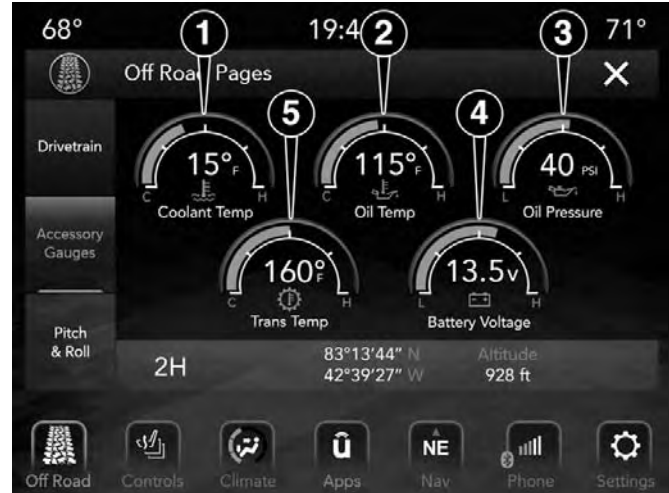 68° 1 19:4 2 3 71°
Off Road Pages X
5 4
Drivetrain
15°F
C H
Coolant Temp
115°F
C H
Oil Temp
40 PSI
L H
Oil Pressure
Accessory
Gauges
160°F
C H
Trans Temp
13.5v
L H
Battery Voltage
Pitch
& Roll
2H
83°13'44" N
42°39'27" W
Altitude
928 ft
NE
Off Road Controls Climate Apps Nav Phone Settings